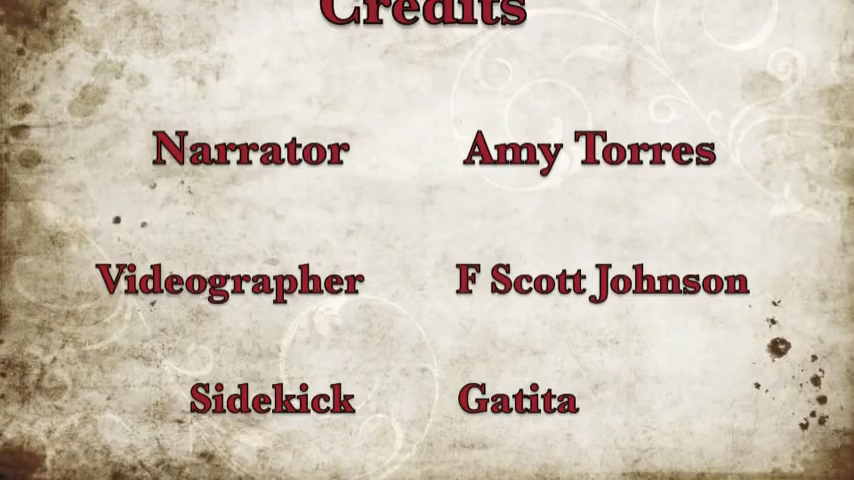 Credits
Narrator Amy Torres
Videographer F Scott Johnson
Sidekick Gatita